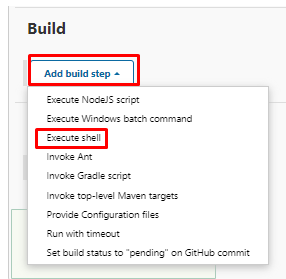 Build
Add build step
Execute NodeJS script
Execute Windows batch command
Execute shell
Invoke Ant
Invoke Gradle script
Invoke top-level Maven targets
Provide Configuration files
Run with timeout
Set build status to "pending" on GitHub commit